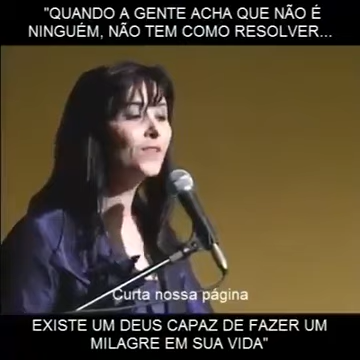 "QUANDO A GENTE ACHA QUE NÃO É
NINGUÉM, NÃO TEM COMO RESOLVER...
Curta nossa página
EXISTE UM DEUS CAPAZ DE FAZER UM
MILAGRE EM SUA VIDA"